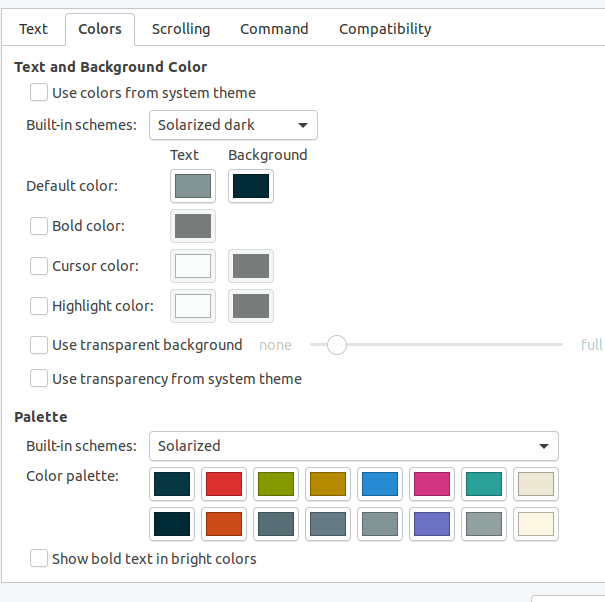 Text Colors Scrolling Command Compatibility
Text and Background Color
Use colors from system theme
Built-in schemes: Solarized dark
Text Background
Default color:
Bold color:
Cursor color:
Highlight color:
Use transparent background none full
Use transparency from system theme
Palette
Built-in schemes: Solarized
Color palette:
Show bold text in bright colors